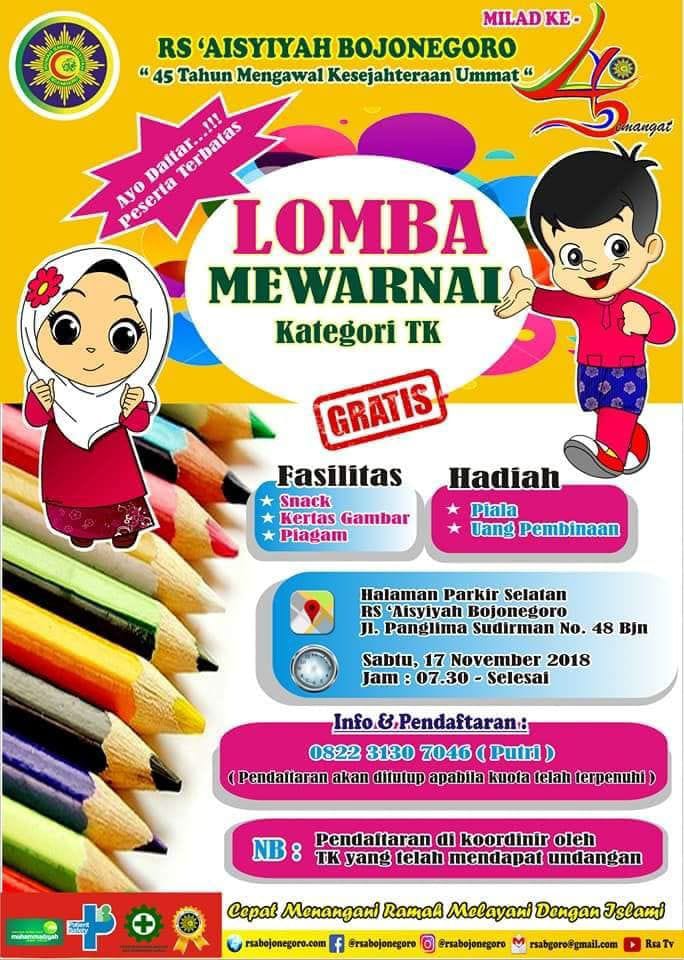 MILAD KE -
RS ‘AISYIYAH BOJONEGORO
“ 45 Tahun Mengawal Kesejahteraan Ummat “
45
Semangat
Ayo Daftar...!!!
Peserta Terbatas
LOMBA
MEWARNAI
Kategori TK
GRATIS
Fasilitas
Snack
Kertas Gambar
Piagam
Hadiah
Piala
Uang Pembinaan
Halaman Parkir Selatan
RS ‘Aisyiyah Bojonegoro
Jl. Panglima Sudirman No. 48 Bjn
Sabtu, 17 November 2018
Jam : 07.30 - Selesai
Info & Pendaftaran :
0822 3130 7046 ( Putri )
( Pendaftaran akan ditutup apabila kuota telah terpenuhi )
NB : Pendaftaran di koordinir oleh
TK yang telah mendapat undangan
Cepat Menangani Ramah Melayani Dengan Islami
muhammadiyah
Patient Safety
rsabojonegoro.com @rsabojonegoro @rsabojonegoro rsabgoro@gmail.com Rsa Tv